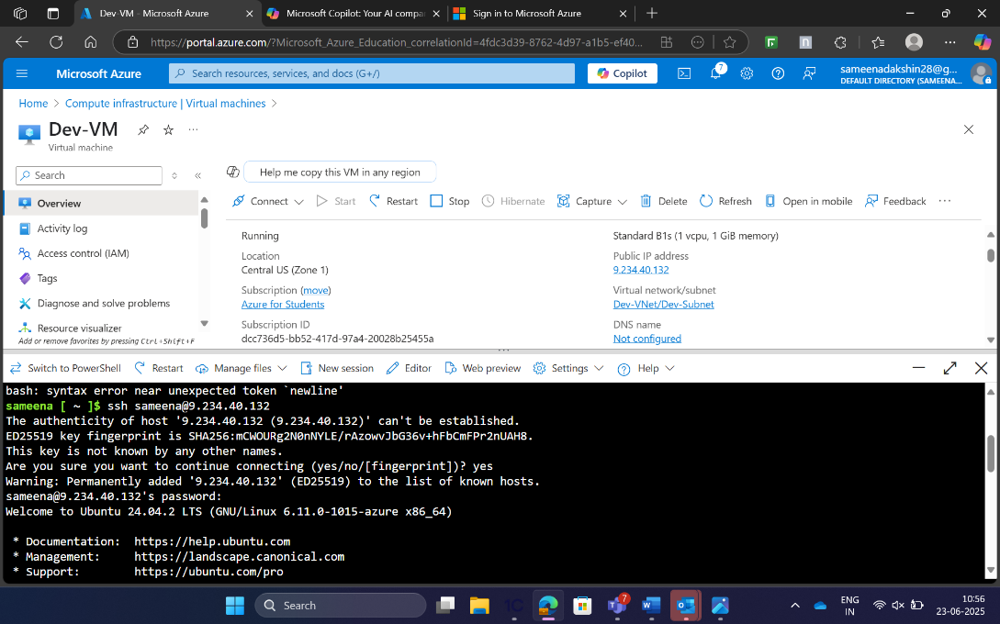 Dev-VM - Microsoft Azure
Microsoft Copilot: Your AI compa
Sign in to Microsoft Azure
https://portal.azure.com/?Microsoft_Azure_Education_correlationId=4fdc3d39-8762-4d97-a1b5-ef40...
Microsoft Azure
Search resources, services, and docs (G+/)
Copilot
7
sameenadakshin28@g...
DEFAULT DIRECTORY (SAMEENA...
Home > Compute infrastructure | Virtual machines >
Dev-VM
Virtual machine
Search
Help me copy this VM in any region
Connect Start Restart Stop Hibernate Capture Delete Refresh Open in mobile Feedback
Overview
Activity log
Access control (IAM)
Tags
Diagnose and solve problems
Resource visualizer
Add or remove favorites by pressing Ctrl+Shift+F
Running
Location
Central US (Zone 1)
Subscription (move)
Azure for Students
Subscription ID
dcc736d5-bb52-417d-97a4-20028b25455a
Standard B1s (1 vcpu, 1 GiB memory)
Public IP address
9.234.40.132
Virtual network/subnet
Dev-VNet/Dev-Subnet
DNS name
Not configured
Switch to PowerShell Restart Manage files New session Editor Web preview Settings Help
bash: syntax error near unexpected token `newline'
sameena [ ~ ]$ ssh sameena@9.234.40.132
The authenticity of host '9.234.40.132 (9.234.40.132)' can't be established.
ED25519 key fingerprint is SHA256:mCWOURg2N0nNYLE/rAzowvJbG36v+hFbCmFPr2nUAH8.
This key is not known by any other names.
Are you sure you want to continue connecting (yes/no/[fingerprint])? yes
Warning: Permanently added '9.234.40.132' (ED25519) to the list of known hosts.
sameena@9.234.40.132's password:
Welcome to Ubuntu 24.04.2 LTS (GNU/Linux 6.11.0-1015-azure x86_64)
* Documentation: https://help.ubuntu.com
* Management: https://landscape.canonical.com
* Support: https://ubuntu.com/pro
Search
7
ENG
IN
10:56
23-06-2025